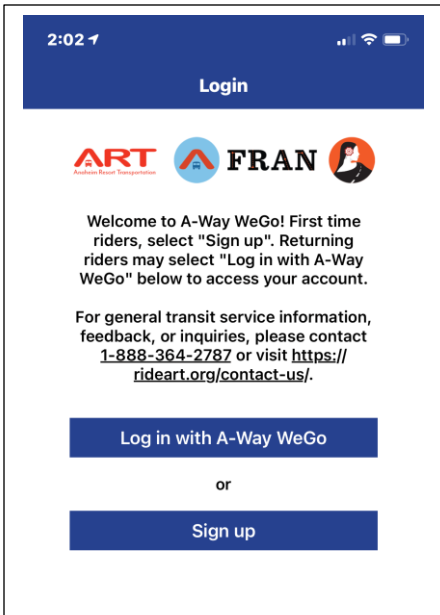 2:02
Login
ART FRAN
Anaheim Resort Transportation
Welcome to A-Way WeGo! First time
riders, select "Sign up". Returning
riders may select "Log in with A-Way
WeGo" below to access your account.
For general transit service information,
feedback, or inquiries, please contact
1-888-364-2787 or visit https://
rideart.org/contact-us/.
Log in with A-Way WeGo
or
Sign up